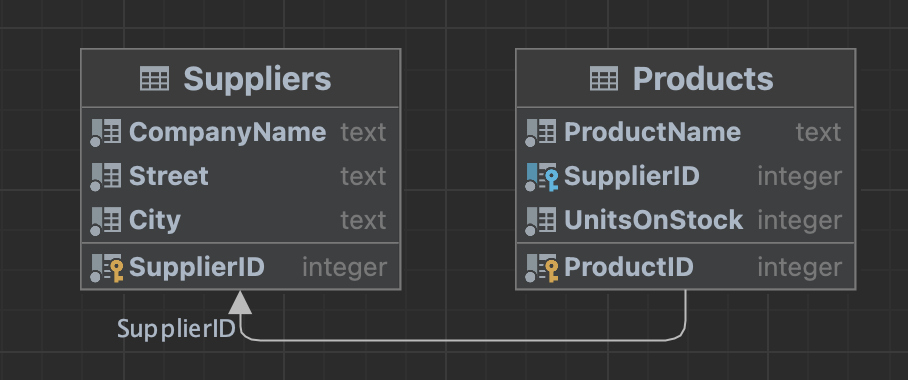 Suppliers
CompanyName text
Street text
City text
SupplierID integer
Products
ProductName text
SupplierID integer
UnitsOnStock integer
ProductID integer
SupplierID